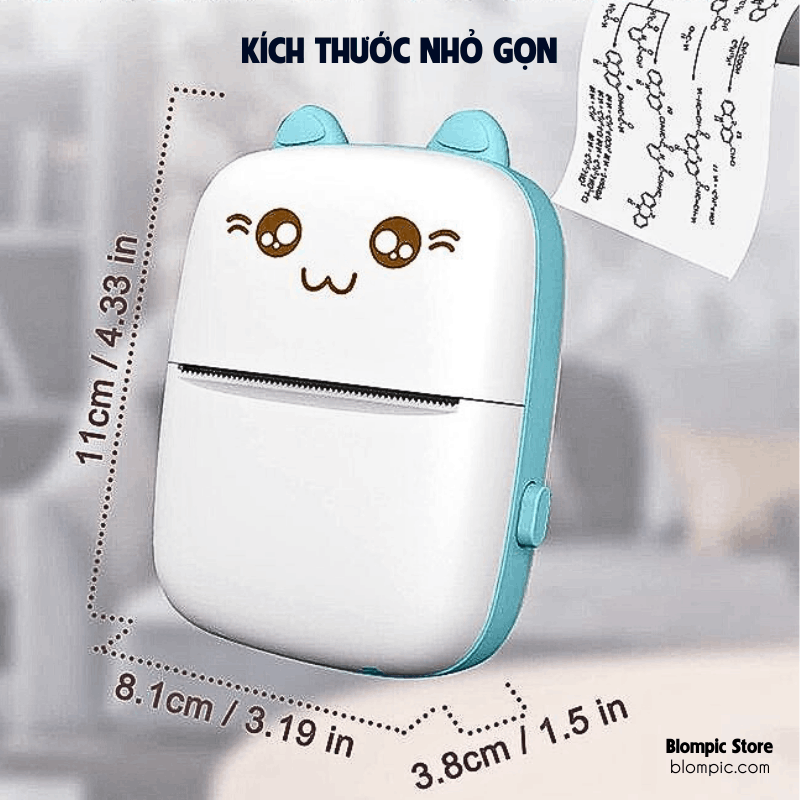 KÍCH THƯỚC NHỎ GỌN
11cm / 4.33 in
8.1cm / 3.19 in
3.8cm / 1.5 in
Blompic Store
blompic.com